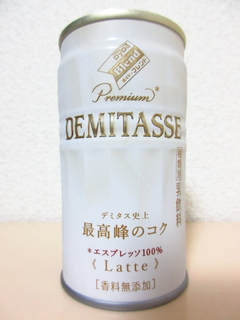 Blend
Premium*
DEMITASSE
デミタス史上
最高峰のコク
*エスプレッソ100%
《Latte》
[香料無添加]